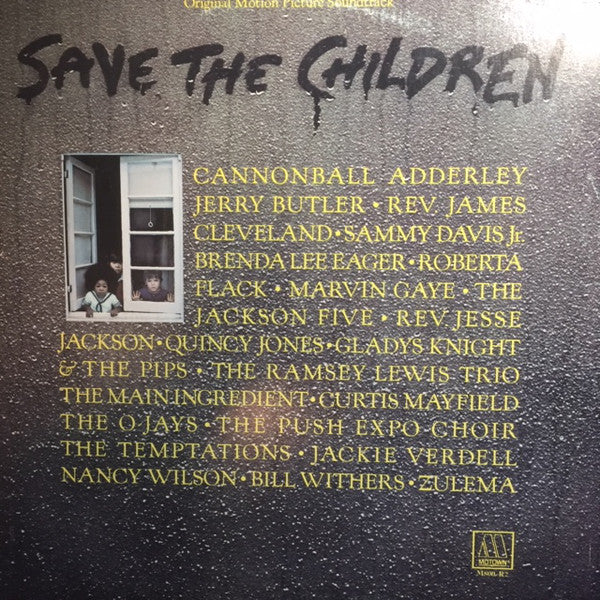 Original Motion Picture Soundtrack
SAVE THE CHILDREN
CANNONBALL ADDERLEY
JERRY BUTLER • REV. JAMES
CLEVELAND • SAMMY DAVIS Jr.
BRENDA LEE EAGER • ROBERTA
FLACK • MARVIN GAYE • THE
JACKSON FIVE • REV. JESSE
JACKSON • QUINCY JONES • GLADYS KNIGHT
& THE PIPS • THE RAMSEY LEWIS TRIO
THE MAIN INGREDIENT • CURTIS MAYFIELD
THE O'JAYS • THE PUSH EXPO CHOIR
THE TEMPTATIONS • JACKIE VERDELL
NANCY WILSON • BILL WITHERS • ZULEMA
M
MOTOWN
M800-R2